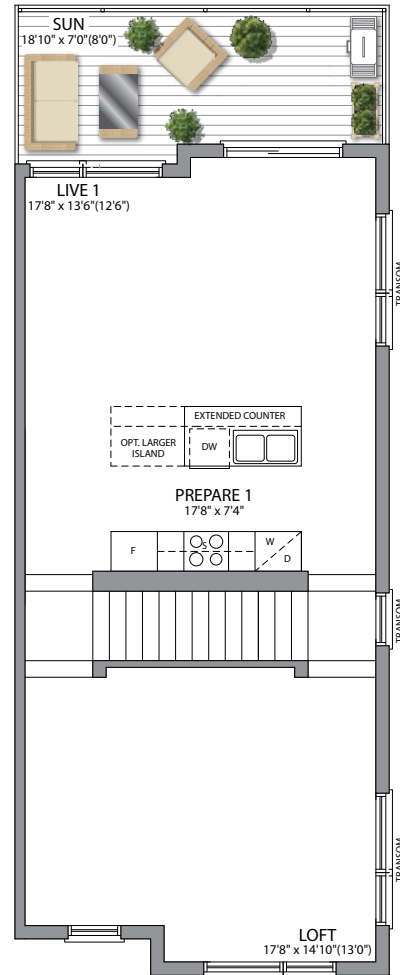 SUN
18'10" x 7'0"(8'0")
LIVE 1
17'8" x 13'6"(12'6")
TRANSOM
EXTENDED COUNTER
OPT. LARGER
ISLAND
DW
PREPARE 1
17'8" x 7'4"
F
S
W
D
TRANSOM
TRANSOM
LOFT
17'8" x 14'10"(13'0")